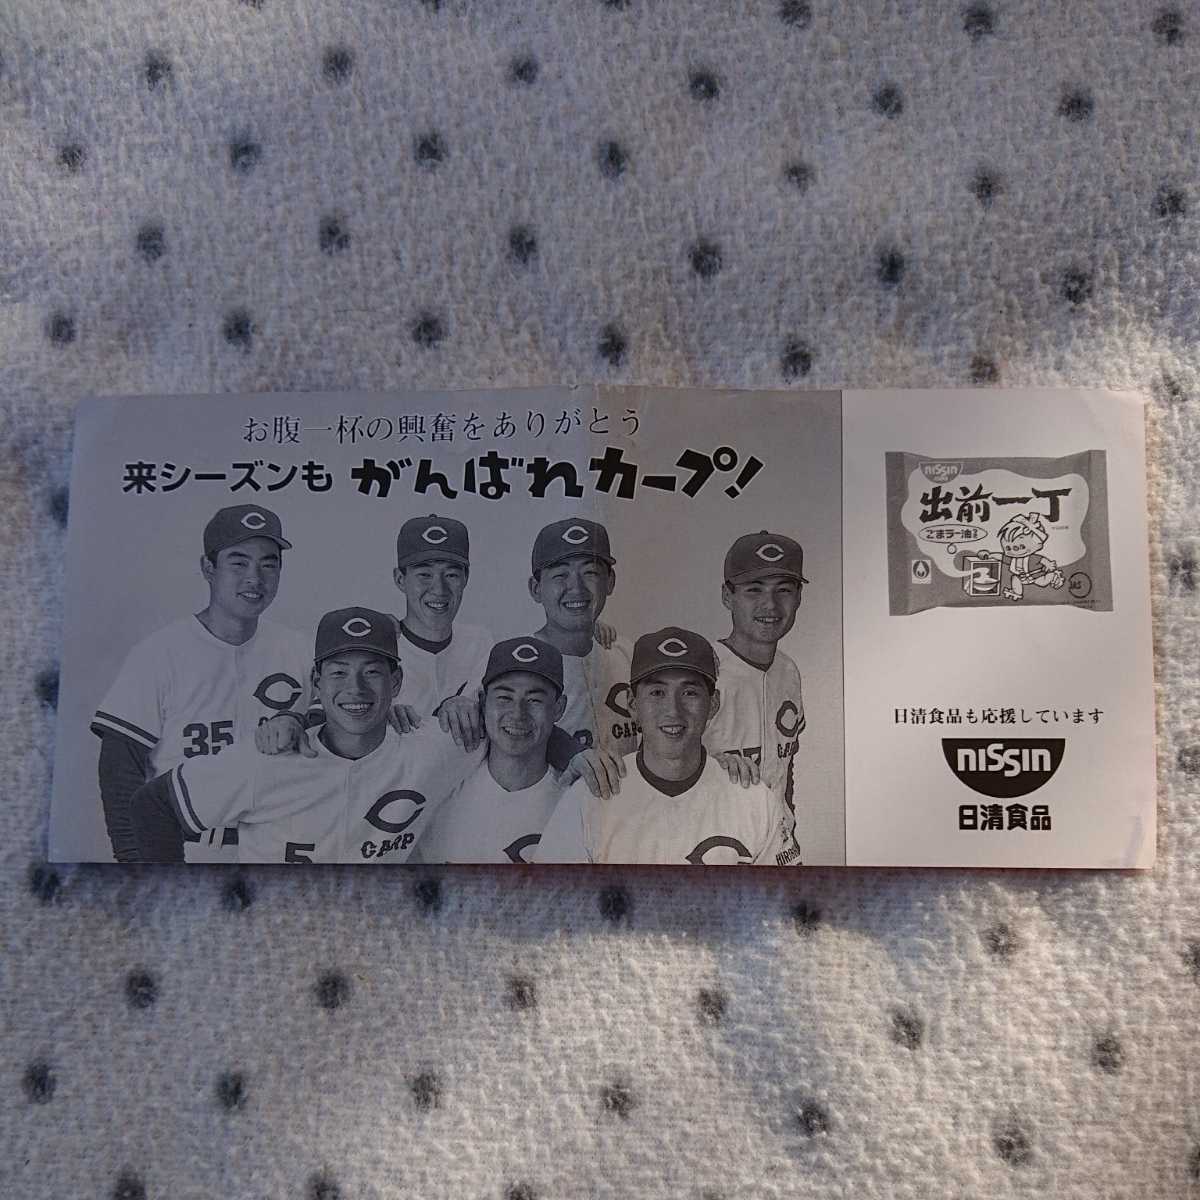 お腹一杯の興奮をありがとう
来シーズンも がんばれカープ!
C
C
C
C
C
C
C
35
C
5
C
CARP
C
CARP
C
nissin
出前一丁
ごまラー油つき
JAS
日清食品も応援しています
nissin
日清食品